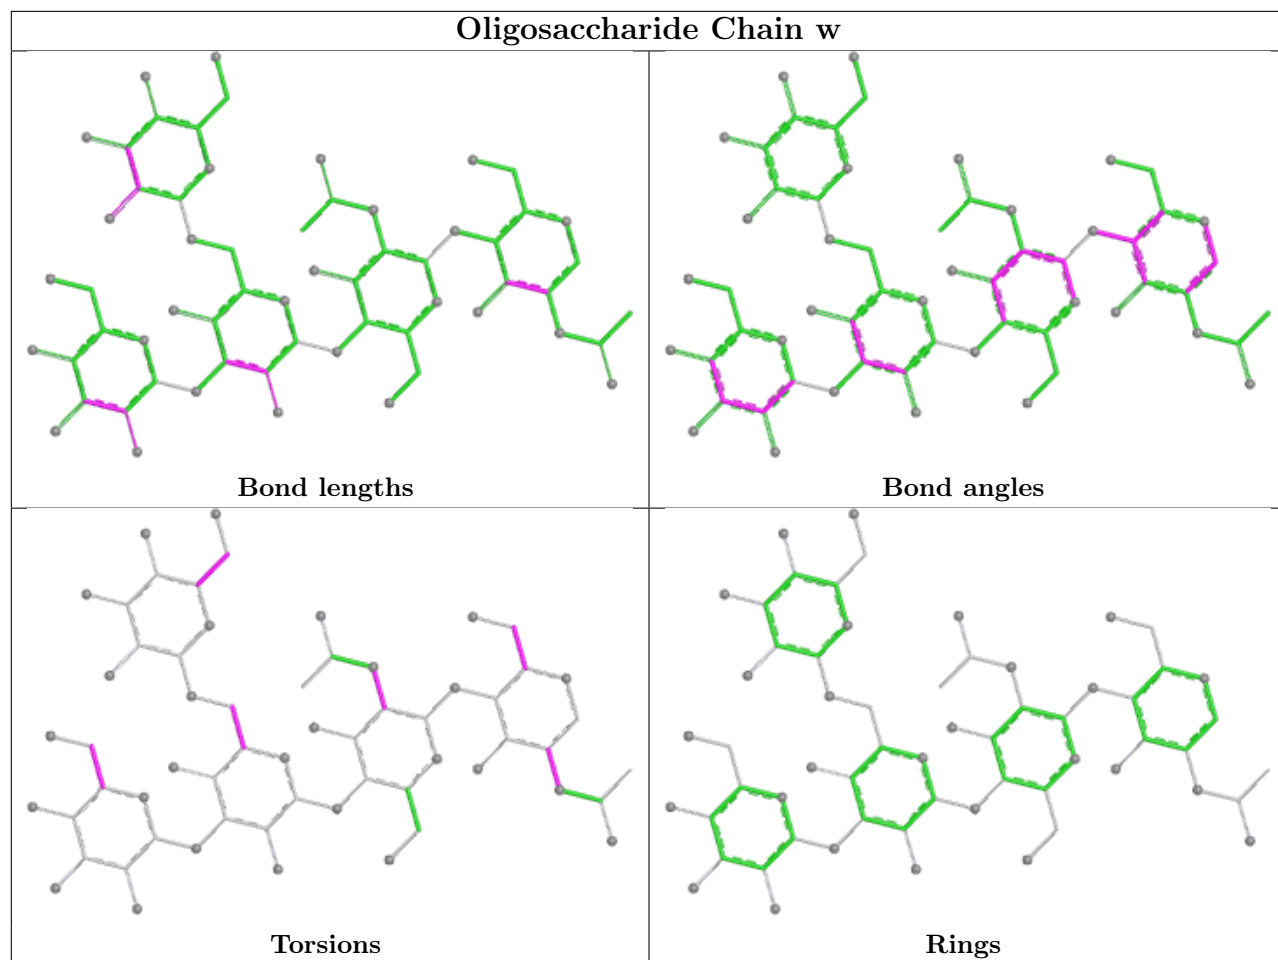 Oligosaccharide Chain w
Bond lengths
Bond angles
Torsions
Rings